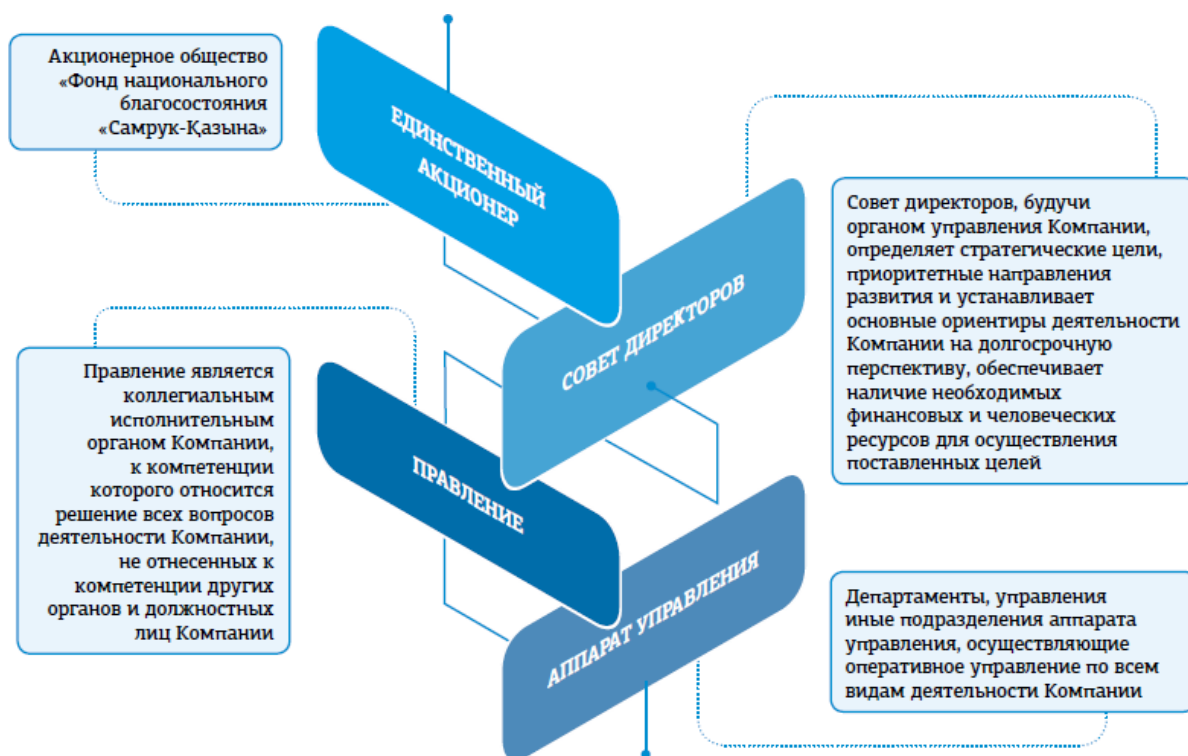 Акционерное общество
«Фонд национального
благосостояния
«Самрук-Қазына»
ЕДИНСТВЕННЫЙ
АКЦИОНЕР
СОВЕТ ДИРЕКТОРОВ
Совет директоров, будучи
органом управления Компании,
определяет стратегические цели,
приоритетные направления
развития и устанавливает
основные ориентиры деятельности
Компании на долгосрочную
перспективу, обеспечивает
наличие необходимых
финансовых и человеческих
ресурсов для осуществления
поставленных целей
Правление является
коллегиальным
исполнительным
органом Компании,
к компетенции
которого относится
решение всех вопросов
деятельности Компании,
не отнесенных к
компетенции других
органов и должностных
лиц Компании
ПРАВЛЕНИЕ
АППАРАТ УПРАВЛЕНИЯ
Департаменты, управления
иные подразделения аппарата
управления, осуществляющие
оперативное управление по всем
видам деятельности Компании